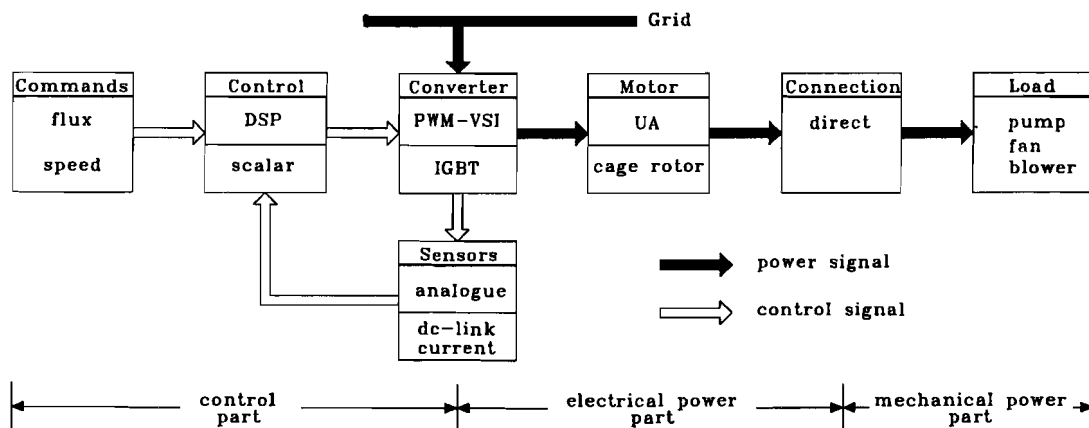 Grid
Commands
flux
speed
Control
DSP
scalar
Converter
PWM-VSI
IGBT
Motor
UA
cage rotor
Connection
direct
Load
pump
fan
blower
Sensors
analogue
dc-link
current
power signal
control signal
control
part
electrical power
part
mechanical power
part